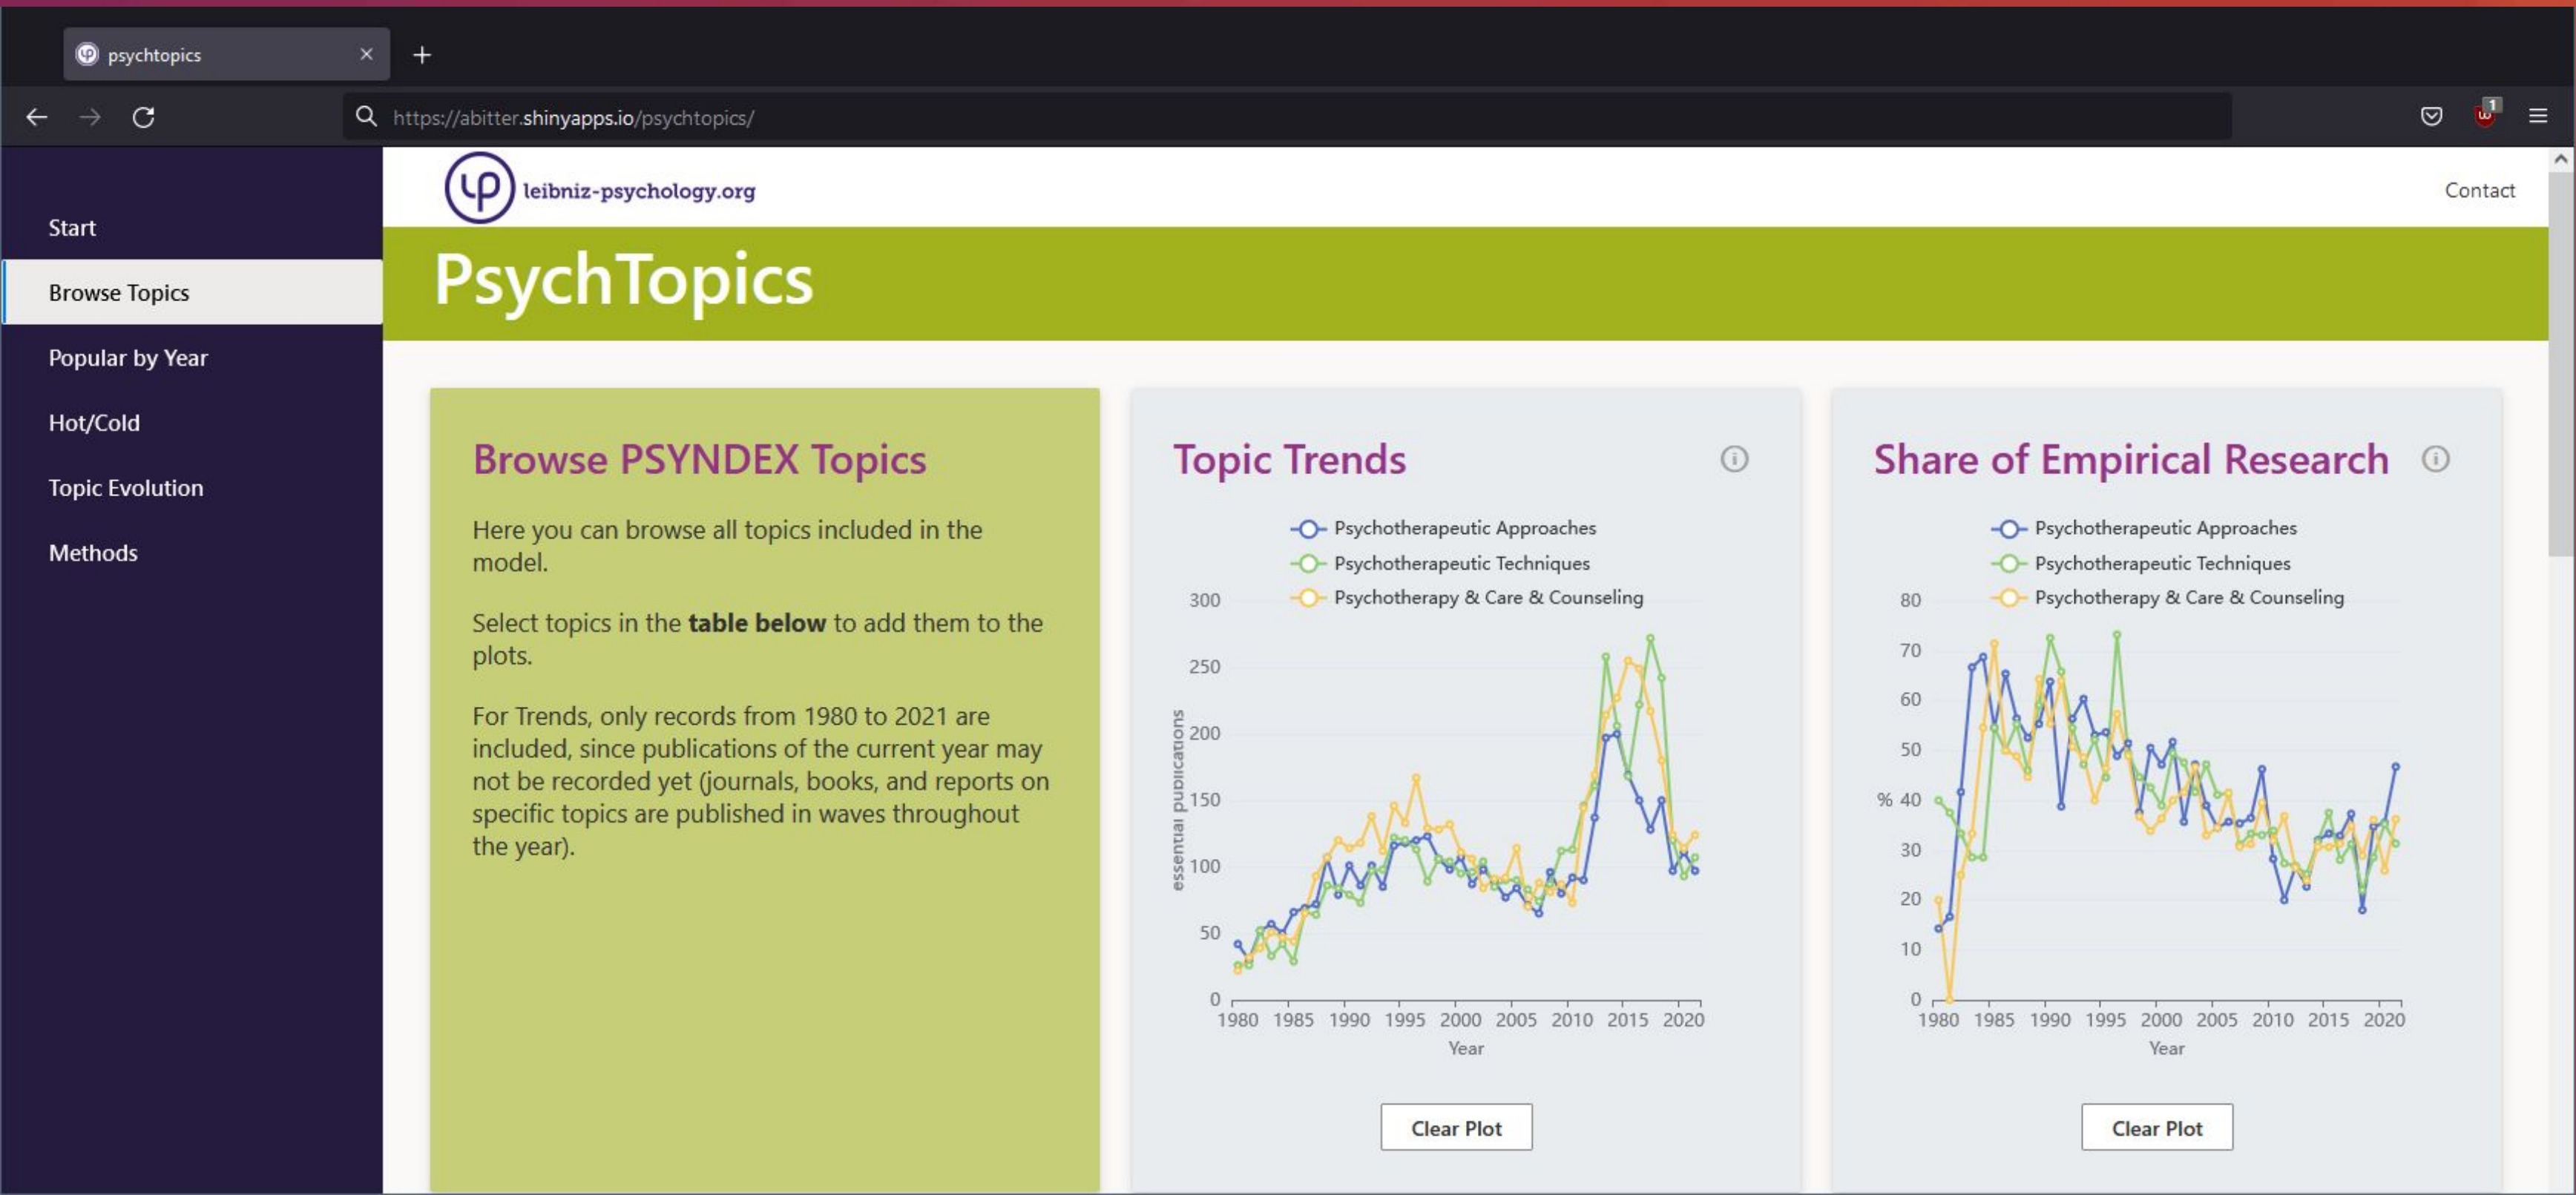 psychtopics
https://abitter.shinyapps.io/psychtopics/
1
leibniz-psychology.org
Contact
Start
Browse Topics
Popular by Year
Hot/Cold
Topic Evolution
Methods
PsychTopics
Browse PSYNDEX Topics
Here you can browse all topics included in the
model.
Select topics in the table below to add them to the
plots.
For Trends, only records from 1980 to 2021 are
included, since publications of the current year may
not be recorded yet (journals, books, and reports on
specific topics are published in waves throughout
the year).
Topic Trends
Psychotherapeutic Approaches
Psychotherapeutic Techniques
Psychotherapy & Care & Counseling
300
250
200
150
100
50
0
essential publications
1980 1985 1990 1995 2000 2005 2010 2015 2020
Year
Clear Plot
Share of Empirical Research
Psychotherapeutic Approaches
Psychotherapeutic Techniques
Psychotherapy & Care & Counseling
80
70
60
50
% 40
30
20
10
0
1980 1985 1990 1995 2000 2005 2010 2015 2020
Year
Clear Plot